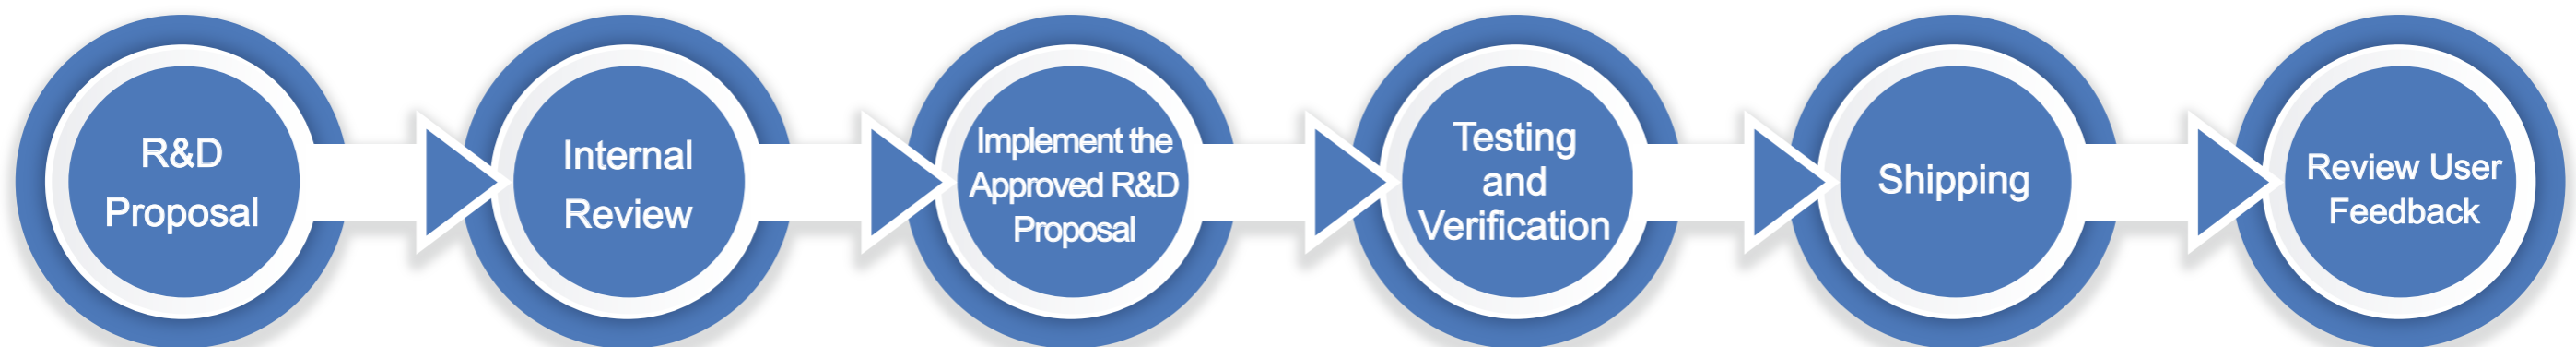 R&D
Proposal
Internal
Review
Implement the
Approved R&D
Proposal
Testing
and
Verification
Shipping
Review User
Feedback